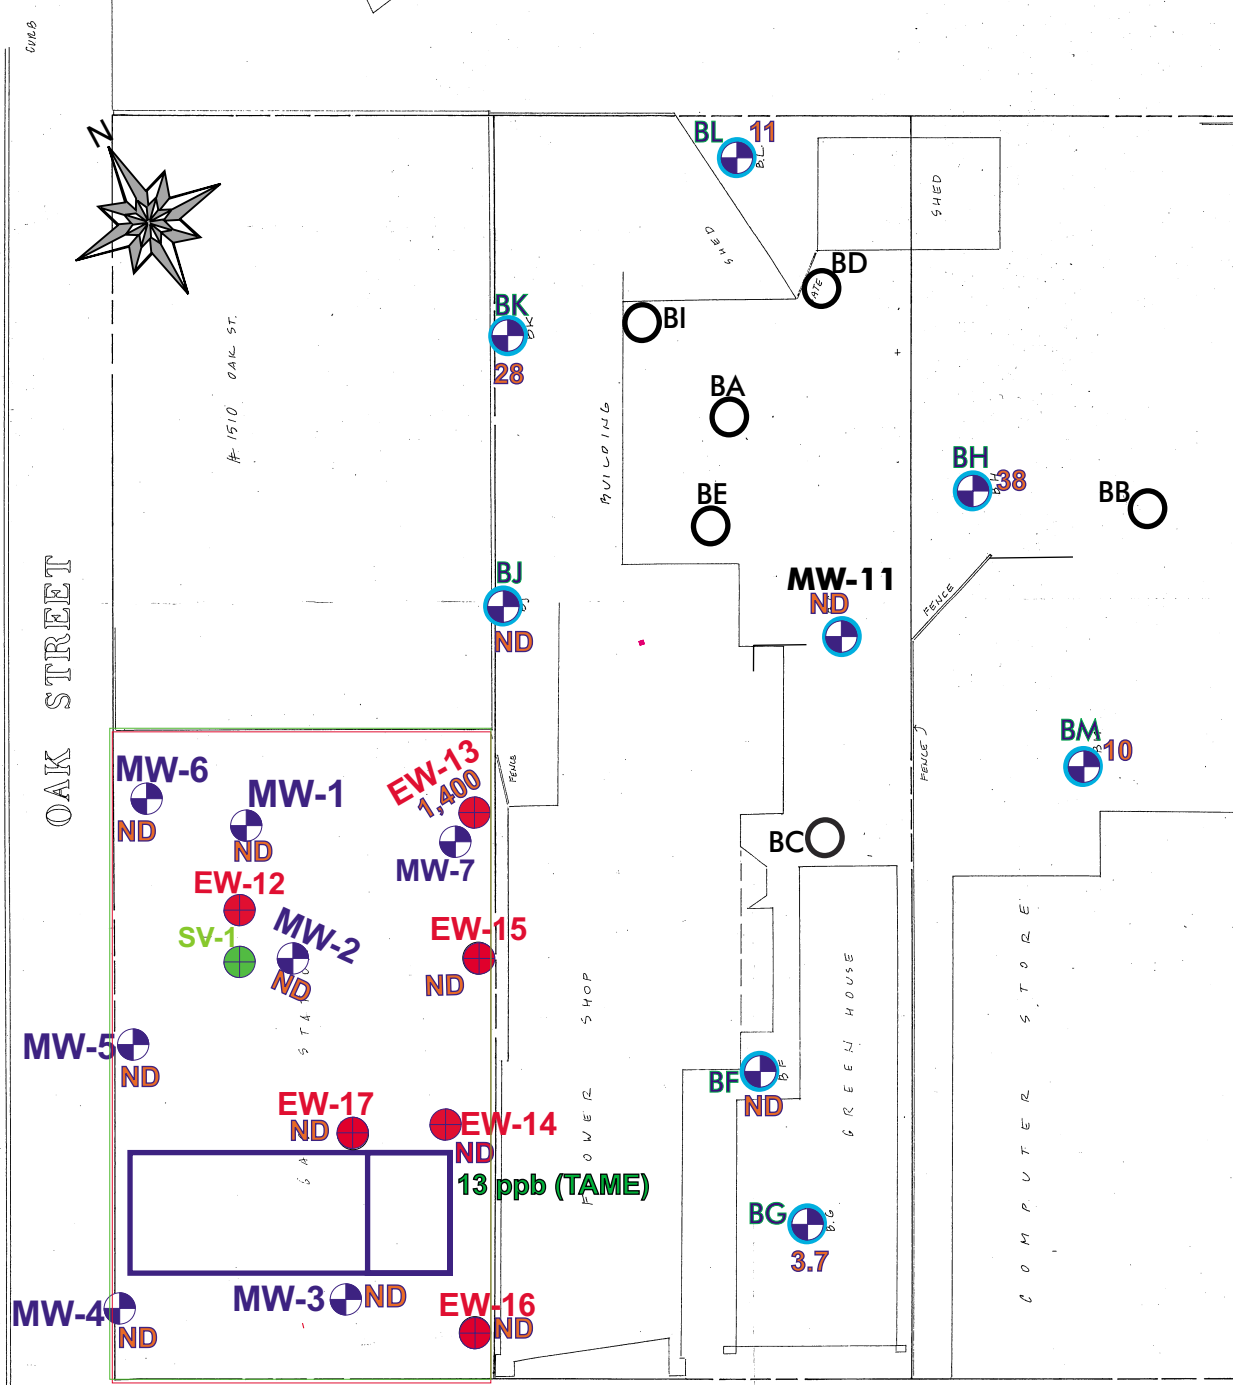 CURB
N
BL 11
B.L.
SHED
SHED
BD
BI
BK
28
# 1510 OAK ST.
BA
BUILDING
BE
BH
38
BB
MW-11
ND
FENCE
BJ
ND
OAK STREET
BM
10
FENCE
FENCE
MW-6
ND
MW-1
ND
EW-13
1,400
MW-7
BC
EW-12
SV-1
MW-2
ND
EW-15
ND
MW-5
ND
FLOWER SHOP
GREEN HOUSE
COMPUTER STORE
BF
BF
ND
EW-17
ND
EW-14
ND
13 ppb (TAME)
BG
B.G
3.7
MW-4
ND
MW-3
ND
EW-16
ND